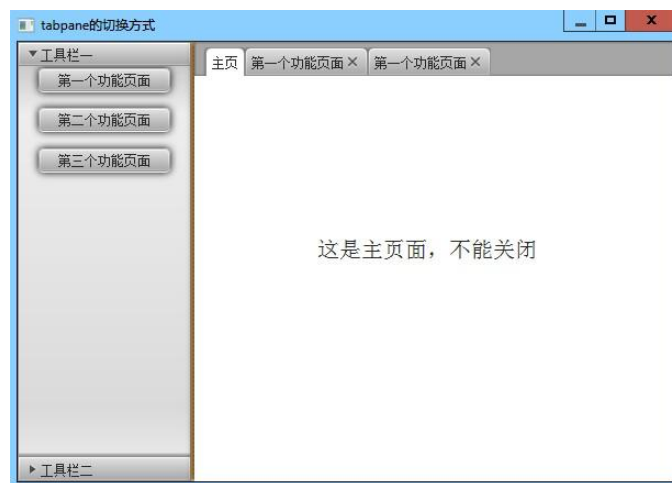 tabpane的切换方式
工具栏一
第一个功能页面
第二个功能页面
第三个功能页面
工具栏二
主页 第一个功能页面 第一个功能页面
这是主页面，不能关闭